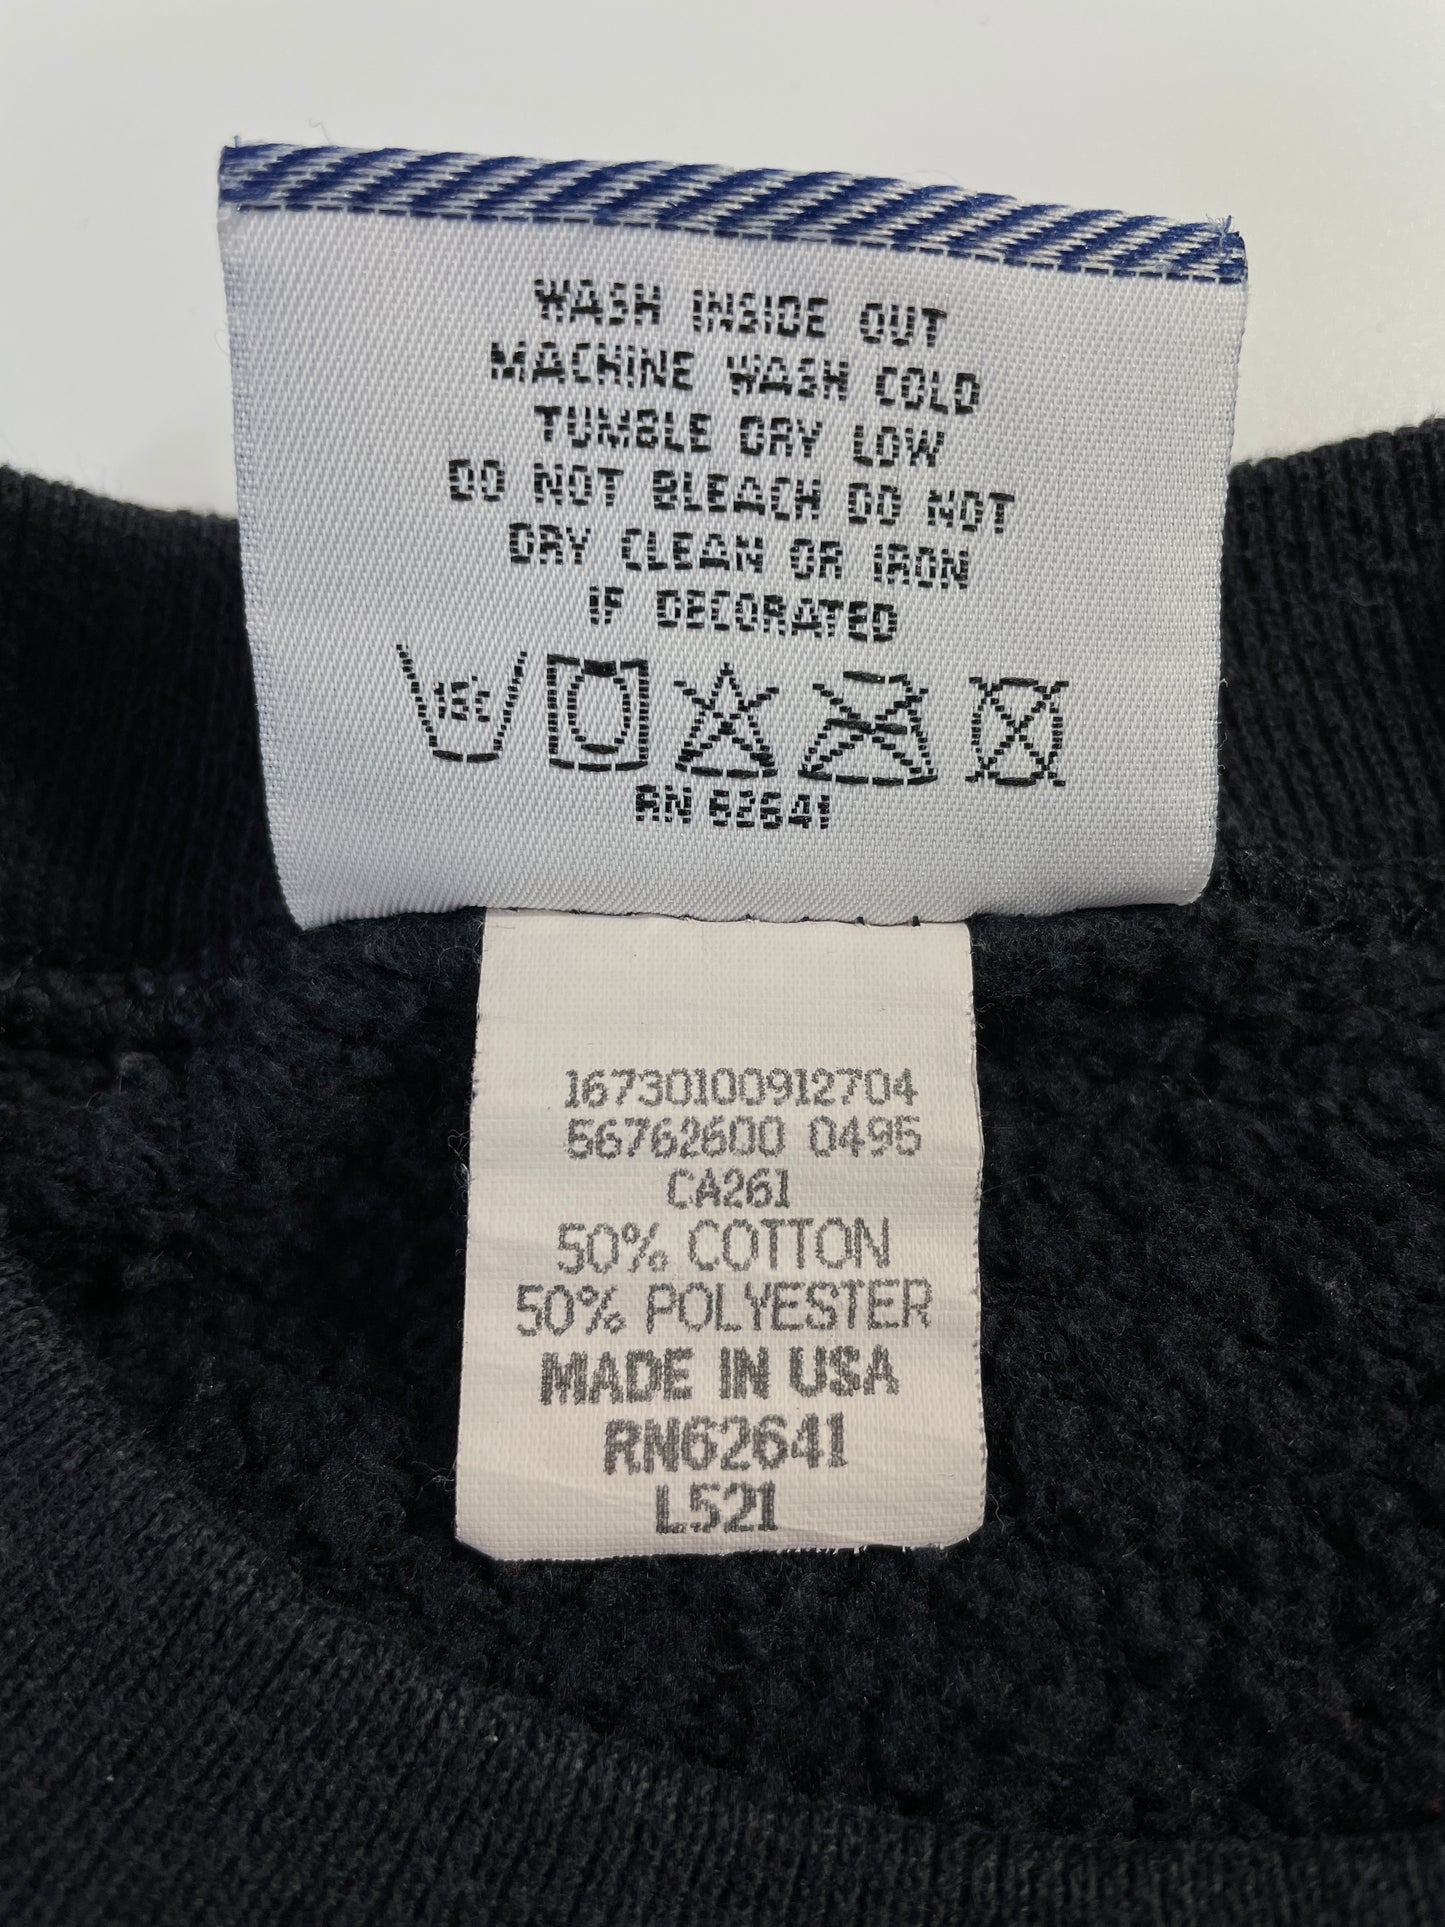 WASH INSIDE OUT
MACHINE WASH COLD
TUMBLE DRY LOW
DO NOT BLEACH DO NOT
DRY CLEAN OR IRON
IF DECORATED
RN 62641
16730100912704
56762600 0495
CA261
50% COTTON
50% POLYESTER
MADE IN USA
RN62641
L521